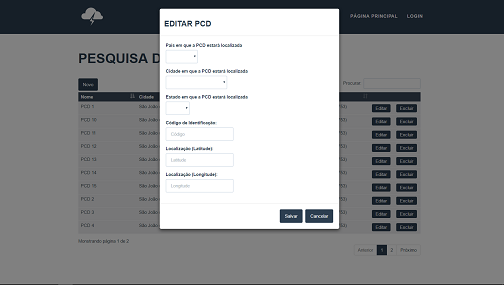 PÁGINA PRINCIPAL LOGIN
EDITAR PCD
PESQUISA D
País em que a PCD estará localizada
Cidade em que a PCD estará localizada
Estado em que a PCD estará localizada
Código de Identificação:
Código
Localização (Latitude):
Latitude
Localização (Longitude):
Longitude
Salvar Cancelar
Novo Procurar
Nome Cidade
PCD 1 São João Editar Excluir
PCD 10 São João Editar Excluir
PCD 11 São João Editar Excluir
PCD 12 São João Editar Excluir
PCD 13 São João Editar Excluir
PCD 14 São João Editar Excluir
PCD 15 São João Editar Excluir
PCD 2 São João Editar Excluir
PCD 3 São João Editar Excluir
PCD 4 São João Editar Excluir
Mostrando página 1 de 2
Anterior 1 2 Próximo